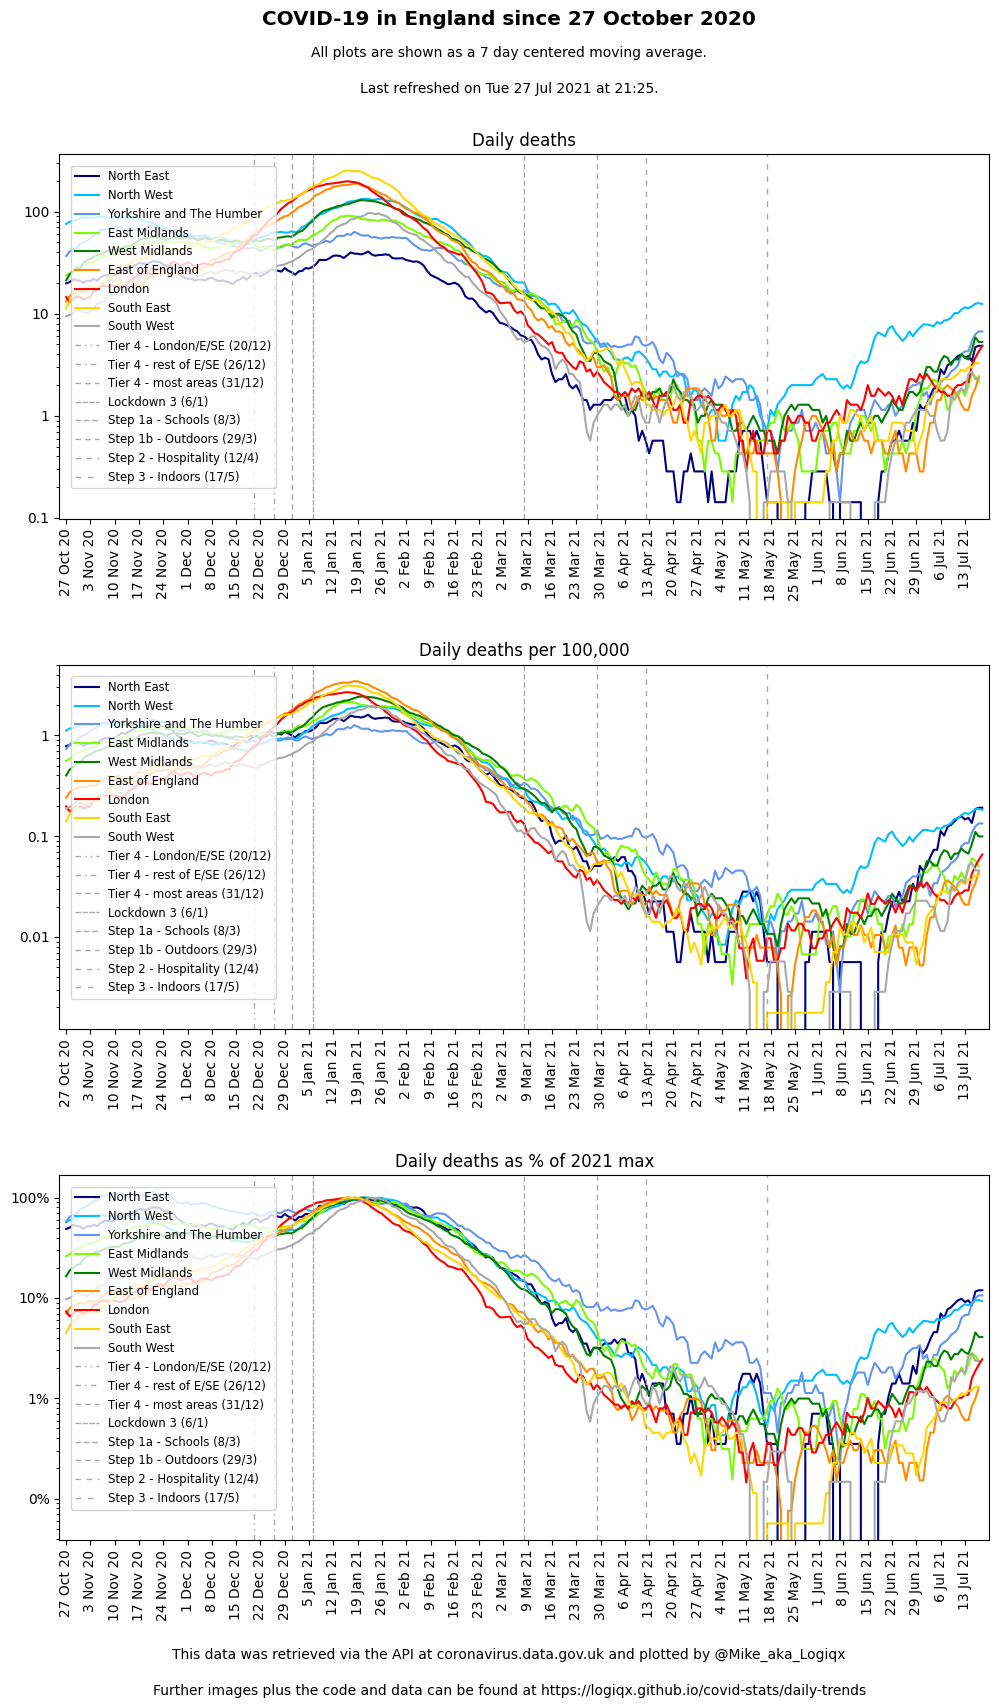 COVID-19 in England since 27 October 2020
All plots are shown as a 7 day centered moving average.
Last refreshed on Tue 27 Jul 2021 at 21:25.
Daily deaths
North East
North West
Yorkshire and The Humber
East Midlands
West Midlands
East of England
London
South East
South West
Tier 4 - London/E/SE (20/12)
Tier 4 - rest of E/SE (26/12)
Tier 4 - most areas (31/12)
Lockdown 3 (6/1)
Step 1a - Schools (8/3)
Step 1b - Outdoors (29/3)
Step 2 - Hospitality (12/4)
Step 3 - Indoors (17/5)
100
10
1
0.1
27 Oct 20 3 Nov 20 10 Nov 20 17 Nov 20 24 Nov 20 1 Dec 20 8 Dec 20 15 Dec 20 22 Dec 20 29 Dec 20 5 Jan 21 12 Jan 21 19 Jan 21 26 Jan 21 2 Feb 21 9 Feb 21 16 Feb 21 23 Feb 21 2 Mar 21 9 Mar 21 16 Mar 21 23 Mar 21 30 Mar 21 6 Apr 21 13 Apr 21 20 Apr 21 27 Apr 21 4 May 21 11 May 21 18 May 21 25 May 21 1 Jun 21 8 Jun 21 15 Jun 21 22 Jun 21 29 Jun 21 6 Jul 21 13 Jul 21
Daily deaths per 100,000
North East
North West
Yorkshire and The Humber
East Midlands
West Midlands
East of England
London
South East
South West
Tier 4 - London/E/SE (20/12)
Tier 4 - rest of E/SE (26/12)
Tier 4 - most areas (31/12)
Lockdown 3 (6/1)
Step 1a - Schools (8/3)
Step 1b - Outdoors (29/3)
Step 2 - Hospitality (12/4)
Step 3 - Indoors (17/5)
1
0.1
0.01
27 Oct 20 3 Nov 20 10 Nov 20 17 Nov 20 24 Nov 20 1 Dec 20 8 Dec 20 15 Dec 20 22 Dec 20 29 Dec 20 5 Jan 21 12 Jan 21 19 Jan 21 26 Jan 21 2 Feb 21 9 Feb 21 16 Feb 21 23 Feb 21 2 Mar 21 9 Mar 21 16 Mar 21 23 Mar 21 30 Mar 21 6 Apr 21 13 Apr 21 20 Apr 21 27 Apr 21 4 May 21 11 May 21 18 May 21 25 May 21 1 Jun 21 8 Jun 21 15 Jun 21 22 Jun 21 29 Jun 21 6 Jul 21 13 Jul 21
Daily deaths as % of 2021 max
North East
North West
Yorkshire and The Humber
East Midlands
West Midlands
East of England
London
South East
South West
Tier 4 - London/E/SE (20/12)
Tier 4 - rest of E/SE (26/12)
Tier 4 - most areas (31/12)
Lockdown 3 (6/1)
Step 1a - Schools (8/3)
Step 1b - Outdoors (29/3)
Step 2 - Hospitality (12/4)
Step 3 - Indoors (17/5)
100%
10%
1%
0%
27 Oct 20 3 Nov 20 10 Nov 20 17 Nov 20 24 Nov 20 1 Dec 20 8 Dec 20 15 Dec 20 22 Dec 20 29 Dec 20 5 Jan 21 12 Jan 21 19 Jan 21 26 Jan 21 2 Feb 21 9 Feb 21 16 Feb 21 23 Feb 21 2 Mar 21 9 Mar 21 16 Mar 21 23 Mar 21 30 Mar 21 6 Apr 21 13 Apr 21 20 Apr 21 27 Apr 21 4 May 21 11 May 21 18 May 21 25 May 21 1 Jun 21 8 Jun 21 15 Jun 21 22 Jun 21 29 Jun 21 6 Jul 21 13 Jul 21
This data was retrieved via the API at coronavirus.data.gov.uk and plotted by @Mike_aka_Logiqx
Further images plus the code and data can be found at https://logiqx.github.io/covid-stats/daily-trends